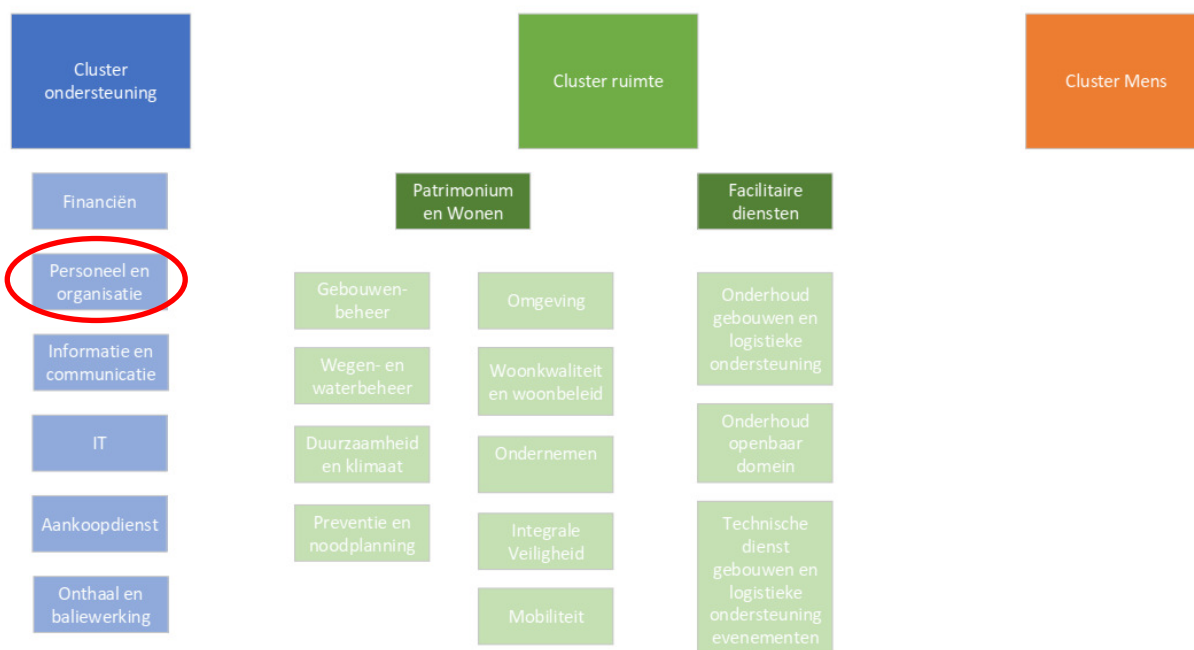 Cluster
ondersteuning
Cluster ruimte
Cluster Mens
Financiën
Personeel en
organisatie
Informatie en
communicatie
IT
Aankoopdienst
Onthaal en
baliewerking
Patrimonium
en Wonen
Gebouwen-
beheer
Wegen- en
waterbeheer
Duurzaamheid
en klimaat
Preventie en
noodplanning
Omgeving
Woonkwaliteit
en woonbeleid
Ondernemen
Integrale
Veiligheid
Mobiliteit
Facilitaire
diensten
Onderhoud
gebouwen en
logistieke
ondersteuning
Onderhoud
openbaar
domein
Technische
dienst
gebouwen en
logistieke
ondersteuning
evenementen